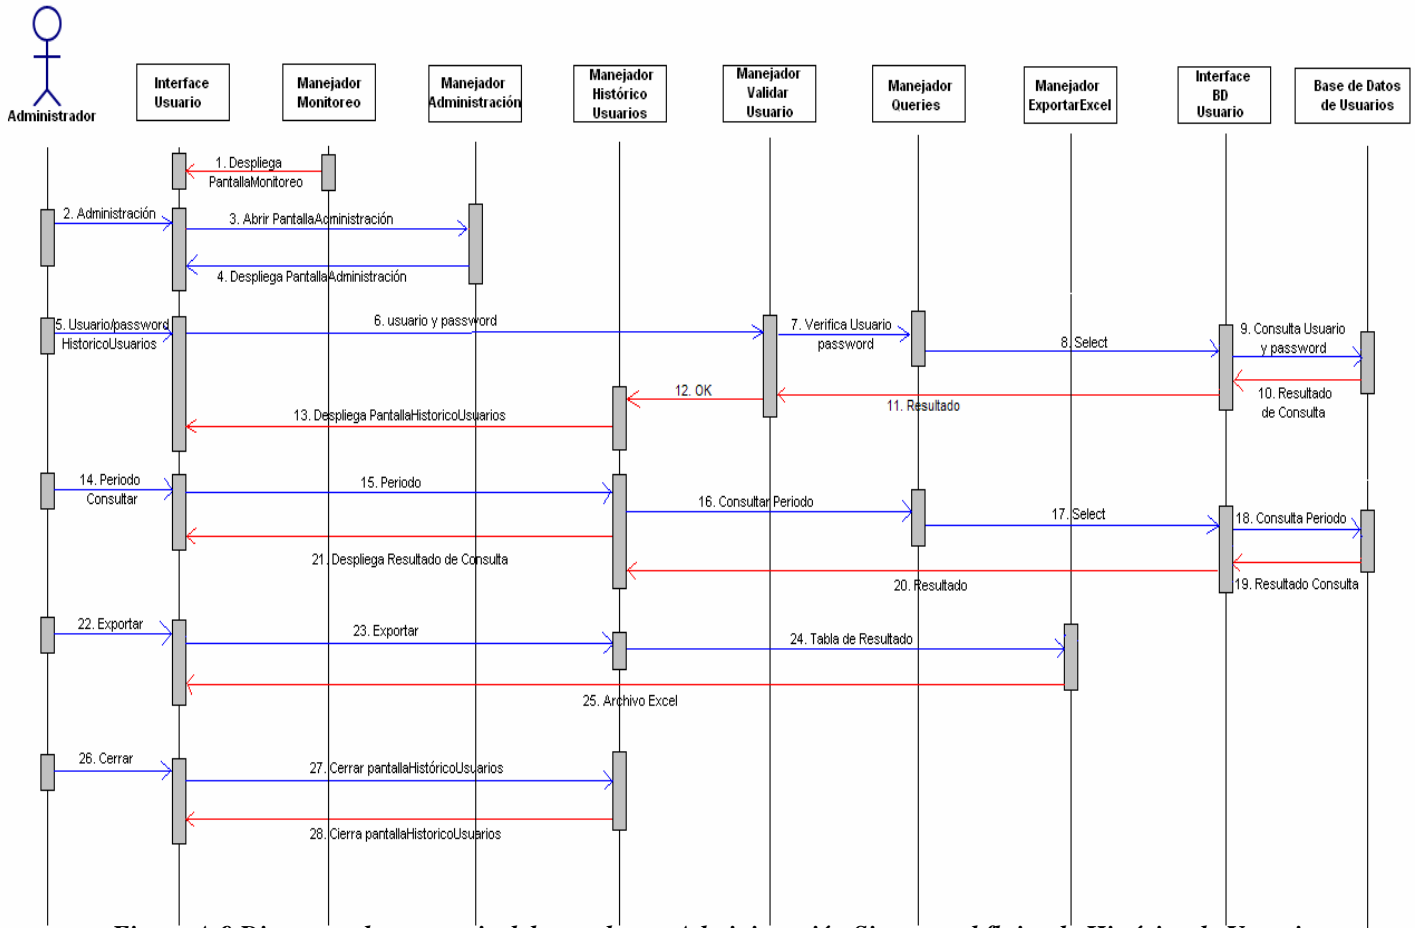 Administrador
Interface
Usuario
Manejador
Monitoreo
Manejador
Administración
Manejador
Histórico
Usuarios
Manejador
Validar
Usuario
Manejador
Queries
Manejador
ExportarExcel
Interface
BD
Usuario
Base de Datos
de Usuarios
1. Despliega
PantallaMonitoreo
2. Administración
3. Abrir PantallaAdministración
4. Despliega PantallaAdministración
5. Usuario/password
HistoricoUsuarios
6. usuario y password
7. Verifica Usuario
password
8. Select
9. Consulta Usuario
y password
10. Resultado
de Consulta
11. Resultado
12. OK
13. Despliega PantallaHistoricoUsuarios
14. Periodo
Consultar
15. Periodo
16. Consultar Periodo
17. Select
18. Consulta Periodo
19. Resultado Consulta
20. Resultado
21. Despliega Resultado de Consulta
22. Exportar
23. Exportar
24. Tabla de Resultado
25. Archivo Excel
26. Cerrar
27. Cerrar pantallaHistóricoUsuarios
28. Cierra pantallaHistoricoUsuarios